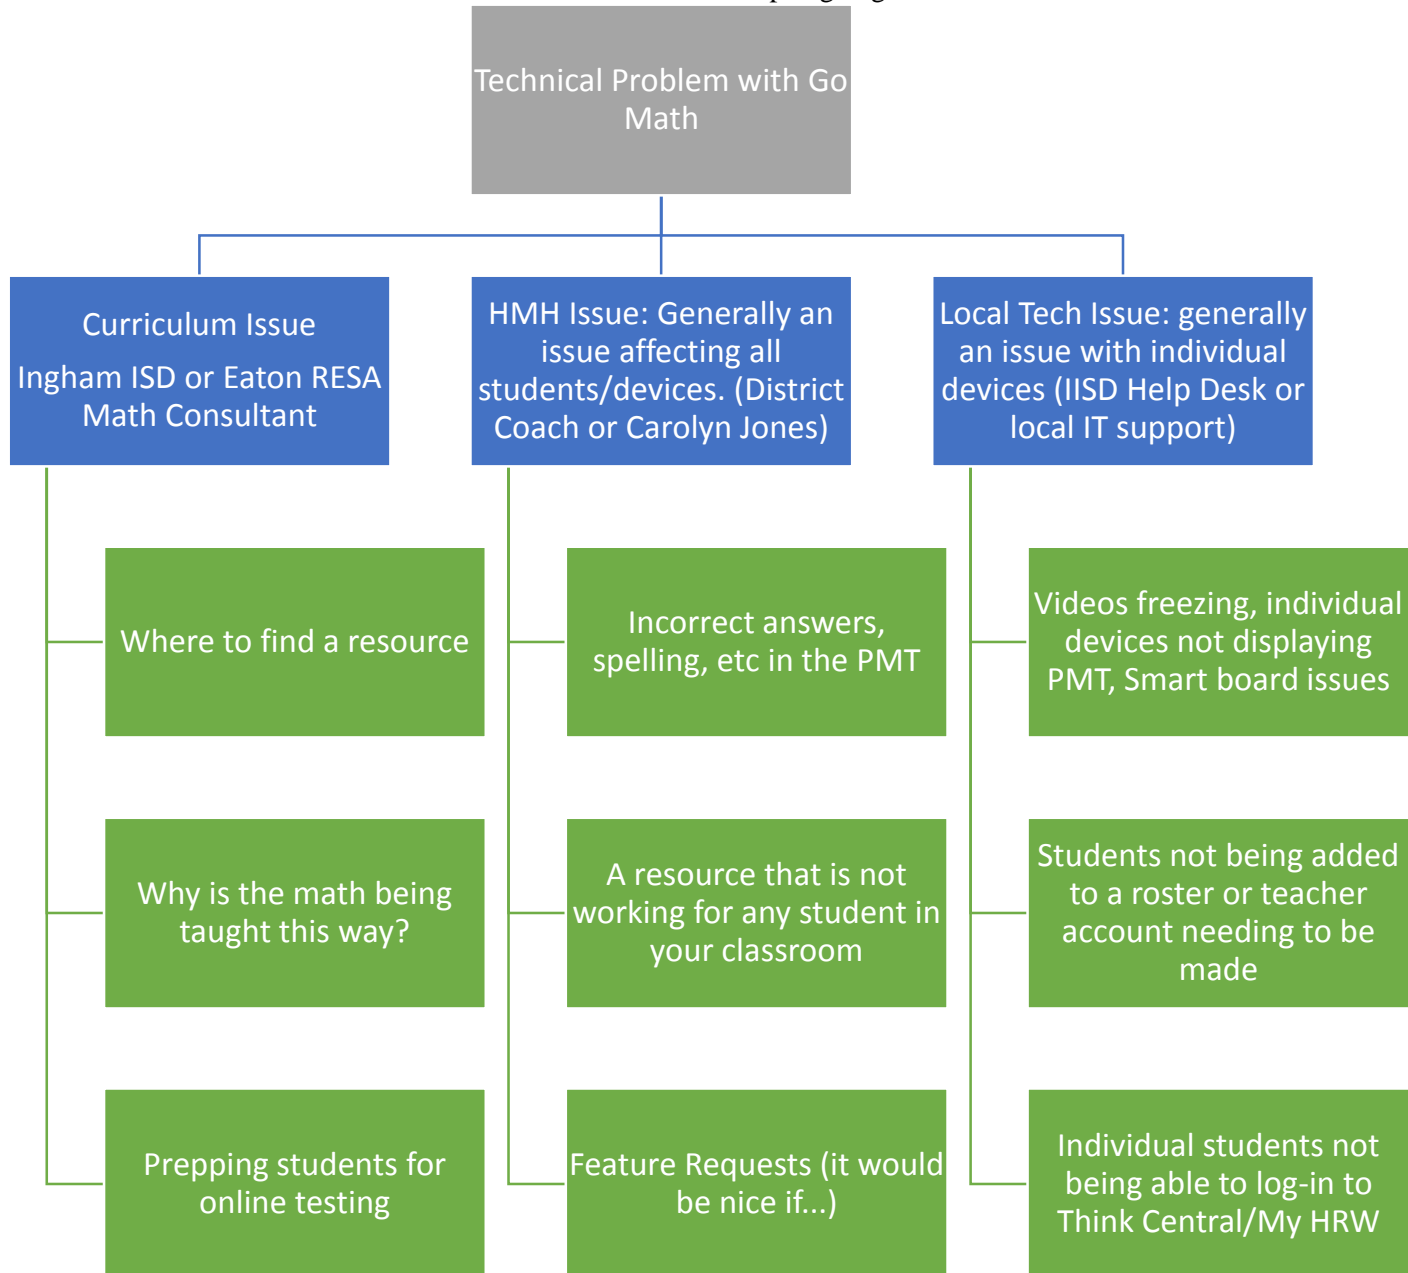 Technical Problem with Go
Math
Curriculum Issue
Ingham ISD or Eaton RESA
Math Consultant
HMH Issue: Generally an
issue affecting all
students/devices. (District
Coach or Carolyn Jones)
Local Tech Issue: generally
an issue with individual
devices (IISD Help Desk or
local IT support)
Where to find a resource
Incorrect answers,
spelling, etc in the PMT
Videos freezing, individual
devices not displaying
PMT, Smart board issues
Why is the math being
taught this way?
A resource that is not
working for any student in
your classroom
Students not being added
to a roster or teacher
account needing to be
made
Prepping students for
online testing
Feature Requests (it would
be nice if...)
Individual students not
being able to log-in to
Think Central/My HRW